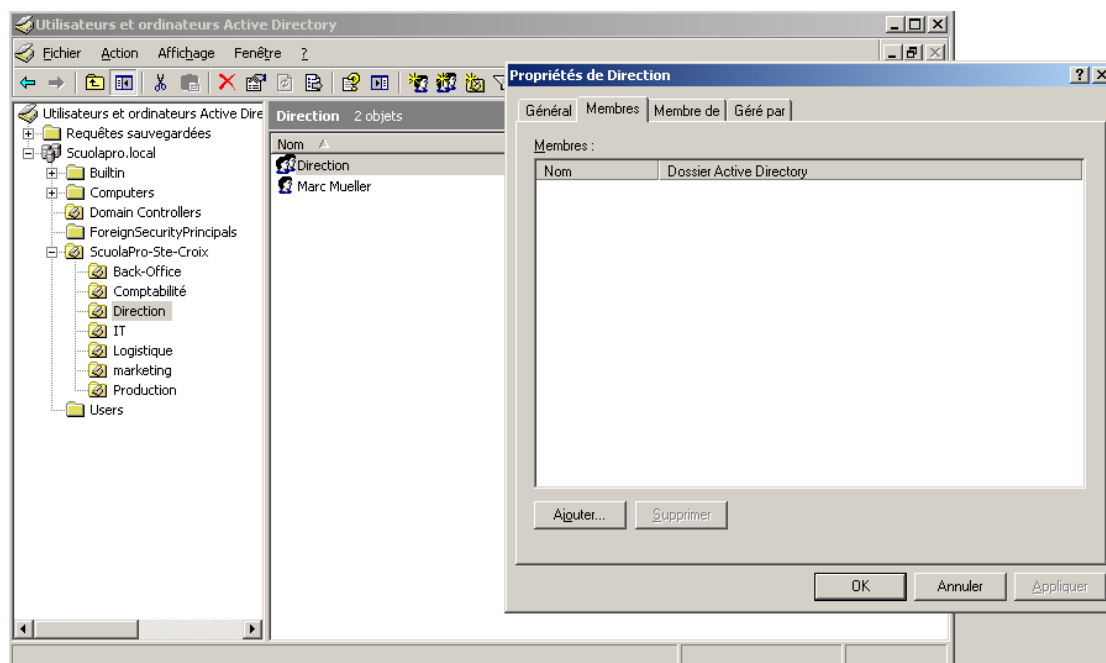 Utilisateurs et ordinateurs Active Directory
Fichier Action Affichage Fenêtre ?
Utilisateurs et ordinateurs Active Dire
Requêtes sauvegardées
Scuolapro.local
Builtin
Computers
Domain Controllers
ForeignSecurityPrincipals
ScuolaPro-Ste-Croix
Back-Office
Comptabilité
Direction
IT
Logistique
marketing
Production
Users
Direction 2 objets
Nom
Direction
Marc Mueller
Propriétés de Direction
Général Membres Membre de Géré par
Membres :
Nom Dossier Active Directory
Ajouter... Supprimer
OK Annuler Appliquer